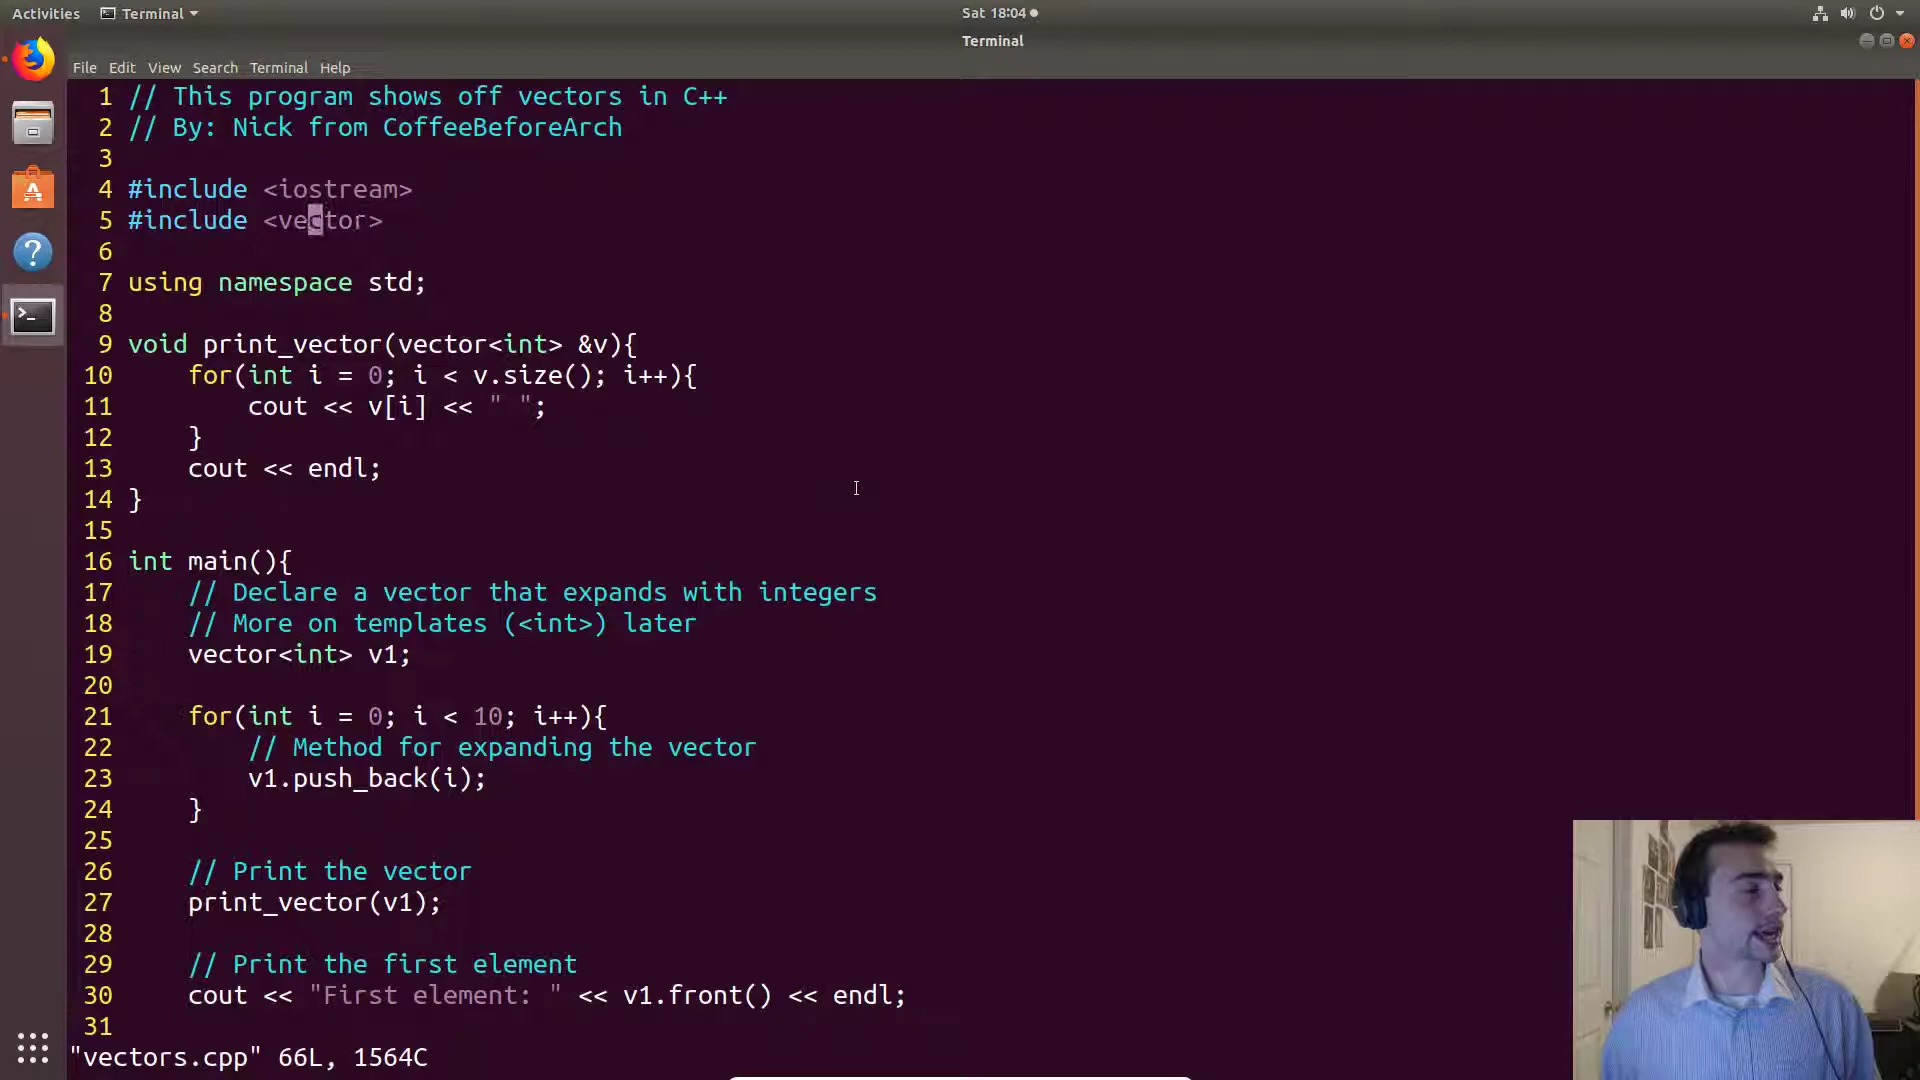 Activities Terminal Sat 18:04
Terminal
File Edit View Search Terminal Help
1 // This program shows off vectors in C++
2 // By: Nick from CoffeeBeforeArch
3
4 #include <iostream>
5 #include <vector>
6
7 using namespace std;
8
9 void print_vector(vector<int> &v){
10     for(int i = 0; i < v.size(); i++){
11         cout << v[i] << " ";
12     }
13     cout << endl;
14 }
15
16 int main(){
17     // Declare a vector that expands with integers
18     // More on templates (<int>) later
19     vector<int> v1;
20
21     for(int i = 0; i < 10; i++){
22         // Method for expanding the vector
23         v1.push_back(i);
24     }
25
26     // Print the vector
27     print_vector(v1);
28
29     // Print the first element
30     cout << "First element: " << v1.front() << endl;
31
"vectors.cpp" 66L, 1564C